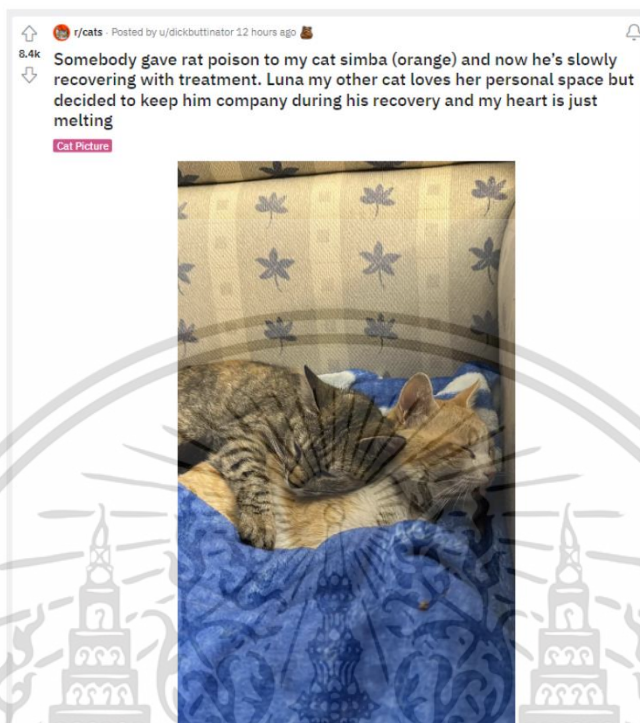 r/cats · Posted by u/dickbuttinator 12 hours ago
8.4k
Somebody gave rat poison to my cat simba (orange) and now he’s slowly
recovering with treatment. Luna my other cat loves her personal space but
decided to keep him company during his recovery and my heart is just
melting
Cat Picture